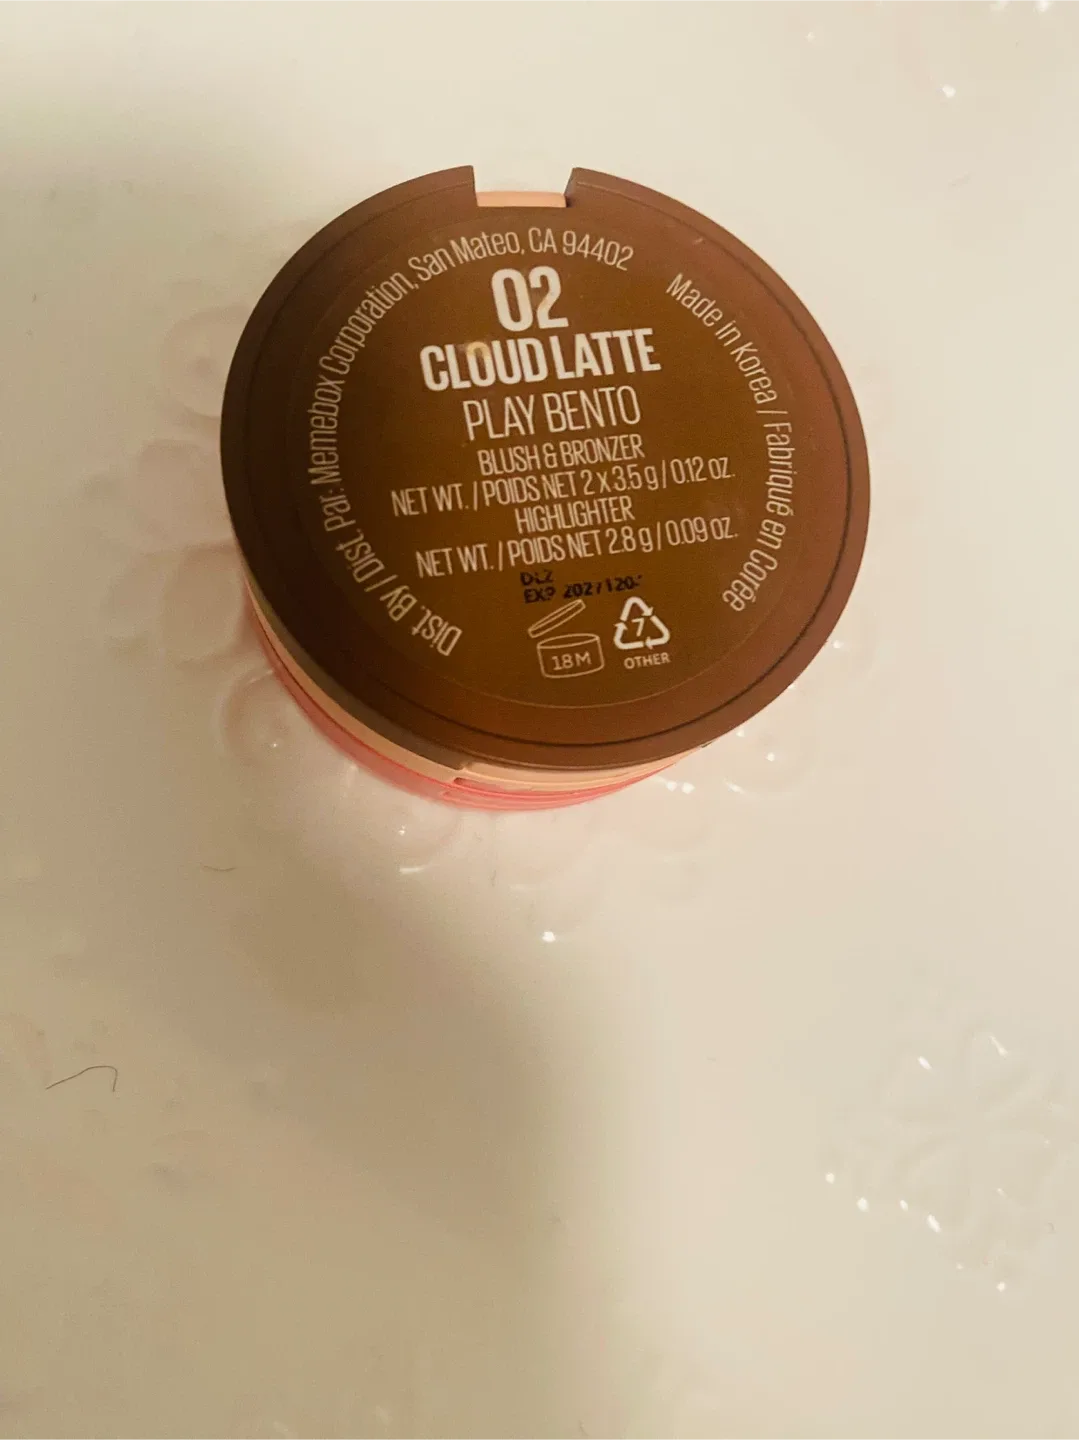 Dist. By / Dist. Par: Memebox Corporation, San Mateo, CA 94402
Made in Korea / Fabriqué en Corée
02
CLOUD LATTE
PLAY BENTO
BLUSH & BRONZER
NET WT. / POIDS NET 2 X 3.5 g / 0.12 oz.
HIGHLIGHTER
NET WT. / POIDS NET 2.8 g / 0.09 oz.
EXP
18M
7
OTHER